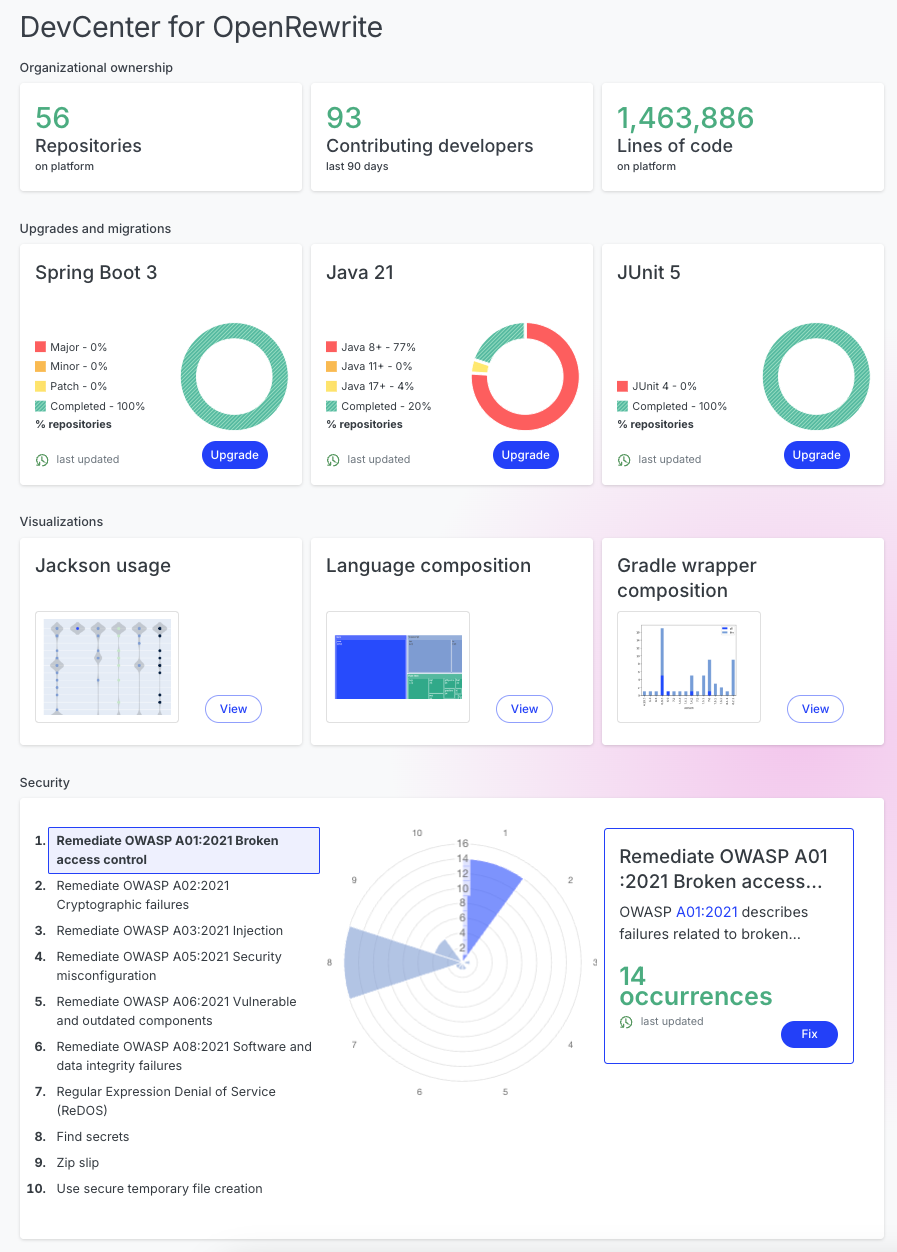 DevCenter for OpenRewrite
Organizational ownership
56
Repositories
on platform
93
Contributing developers
last 90 days
1,463,886
Lines of code
on platform
Upgrades and migrations
Spring Boot 3
Major - 0%
Minor - 0%
Patch - 0%
Completed - 100%
% repositories
last updated
Upgrade
Java 21
Java 8+ - 77%
Java 11+ - 0%
Java 17+ - 4%
Completed - 20%
% repositories
last updated
Upgrade
JUnit 5
JUnit 4 - 0%
Completed - 100%
% repositories
last updated
Upgrade
Visualizations
Jackson usage
View
Language composition
View
Gradle wrapper
composition
View
Security
1. Remediate OWASP A01:2021 Broken
access control
2. Remediate OWASP A02:2021
Cryptographic failures
3. Remediate OWASP A03:2021 Injection
4. Remediate OWASP A05:2021 Security
misconfiguration
5. Remediate OWASP A06:2021 Vulnerable
and outdated components
6. Remediate OWASP A08:2021 Software and
data integrity failures
7. Regular Expression Denial of Service
(ReDOS)
8. Find secrets
9. Zip slip
10. Use secure temporary file creation
10
1
16
14
12
10
8
6
4
2
9
2
8
3
7
4
6
5
Remediate OWASP A01
:2021 Broken access...
OWASP A01:2021 describes
failures related to broken...
14
occurrences
last updated
Fix